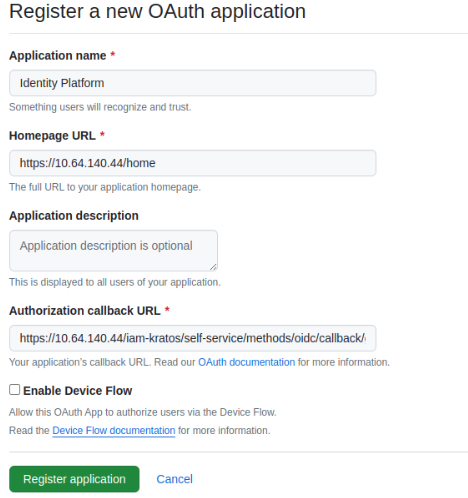 Register a new OAuth application
Application name *
Identity Platform
Something users will recognize and trust.
Homepage URL *
https://10.64.140.44/home
The full URL to your application homepage.
Application description
Application description is optional
This is displayed to all users of your application.
Authorization callback URL *
https://10.64.140.44/iam-kratos/self-service/methods/oidc/callback/
Your application's callback URL. Read our OAuth documentation for more information.
Enable Device Flow
Allow this OAuth App to authorize users via the Device Flow.
Read the Device Flow documentation for more information.
Register application Cancel